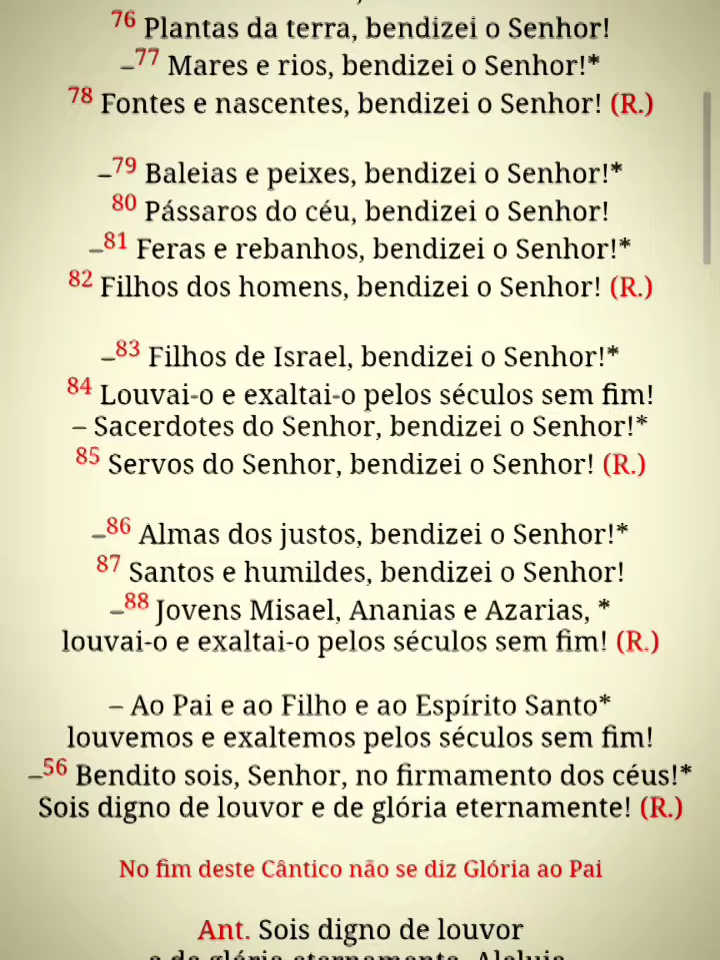 76 Plantas da terra, bendizei o Senhor!
–77 Mares e rios, bendizei o Senhor!*
78 Fontes e nascentes, bendizei o Senhor! (R.)
–79 Baleias e peixes, bendizei o Senhor!*
80 Pássaros do céu, bendizei o Senhor!
–81 Feras e rebanhos, bendizei o Senhor!*
82 Filhos dos homens, bendizei o Senhor! (R.)
–83 Filhos de Israel, bendizei o Senhor!*
84 Louvai-o e exaltai-o pelos séculos sem fim!
– Sacerdotes do Senhor, bendizei o Senhor!*
85 Servos do Senhor, bendizei o Senhor! (R.)
–86 Almas dos justos, bendizei o Senhor!*
87 Santos e humildes, bendizei o Senhor!
–88 Jovens Misael, Ananias e Azarias, *
louvai-o e exaltai-o pelos séculos sem fim! (R.)
– Ao Pai e ao Filho e ao Espírito Santo*
louvemos e exaltemos pelos séculos sem fim!
–56 Bendito sois, Senhor, no firmamento dos céus!*
Sois digno de louvor e de glória eternamente! (R.)
No fim deste Cântico não se diz Glória ao Pai
Ant. Sois digno de louvor
e de glória eternamente. Aleluia